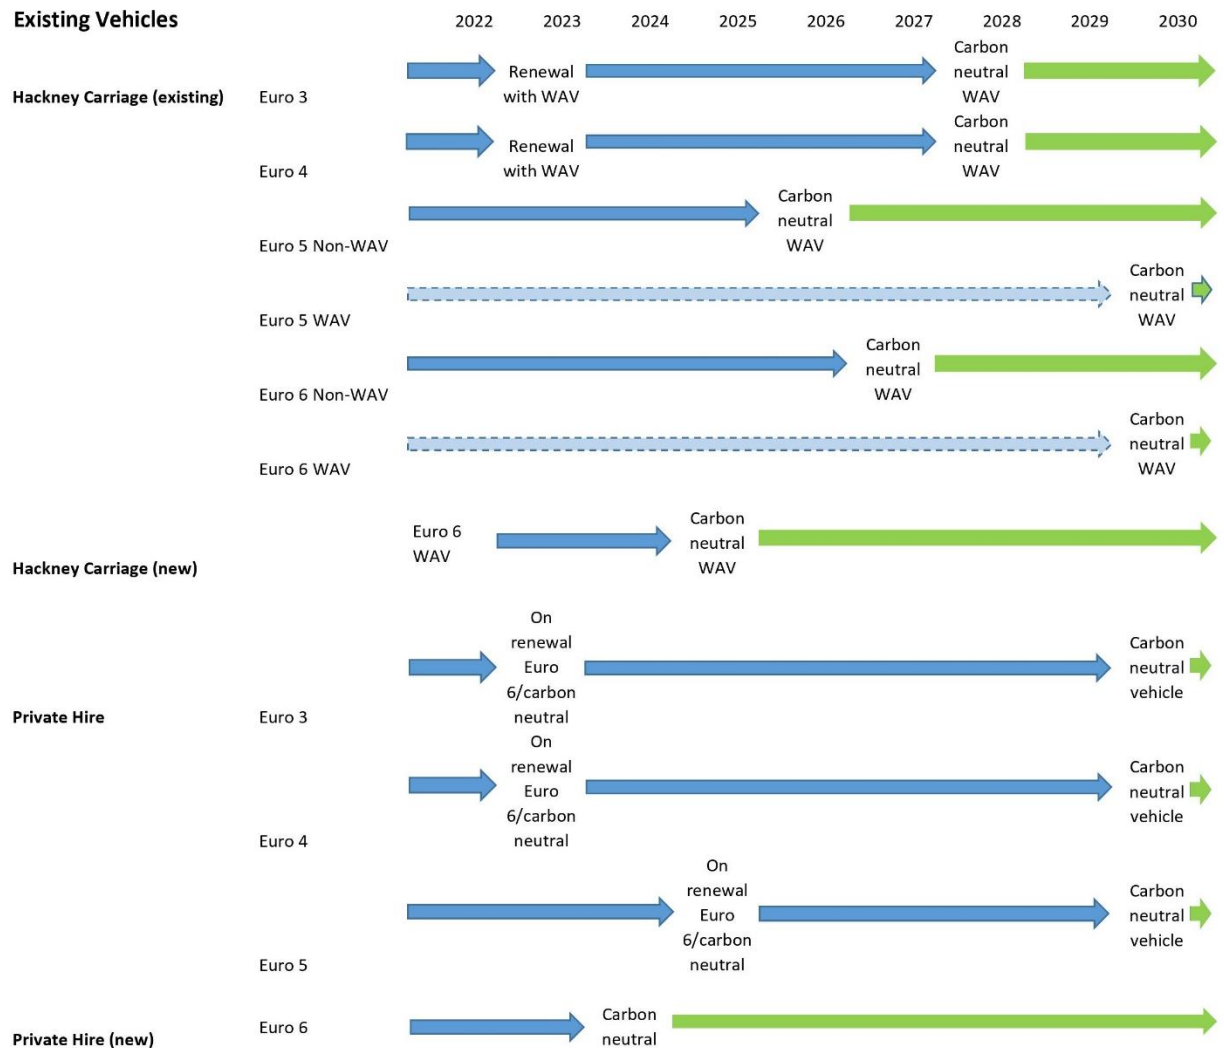 Existing Vehicles 2022 2023 2024 2025 2026 2027 2028 2029 2030
Hackney Carriage (existing) Euro 3
Renewal
with WAV
Carbon
neutral
WAV
Euro 4
Renewal
with WAV
Carbon
neutral
WAV
Euro 5 Non-WAV
Carbon
neutral
WAV
Euro 5 WAV
Carbon
neutral
WAV
Euro 6 Non-WAV
Carbon
neutral
WAV
Euro 6 WAV
Carbon
neutral
WAV
Hackney Carriage (new)
Euro 6
WAV
Carbon
neutral
WAV
Private Hire Euro 3
On
renewal
Euro
6/carbon
neutral
Carbon
neutral
vehicle
Euro 4
On
renewal
Euro
6/carbon
neutral
Carbon
neutral
vehicle
Euro 5
On
renewal
Euro
6/carbon
neutral
Carbon
neutral
vehicle
Private Hire (new) Euro 6
Carbon
neutral